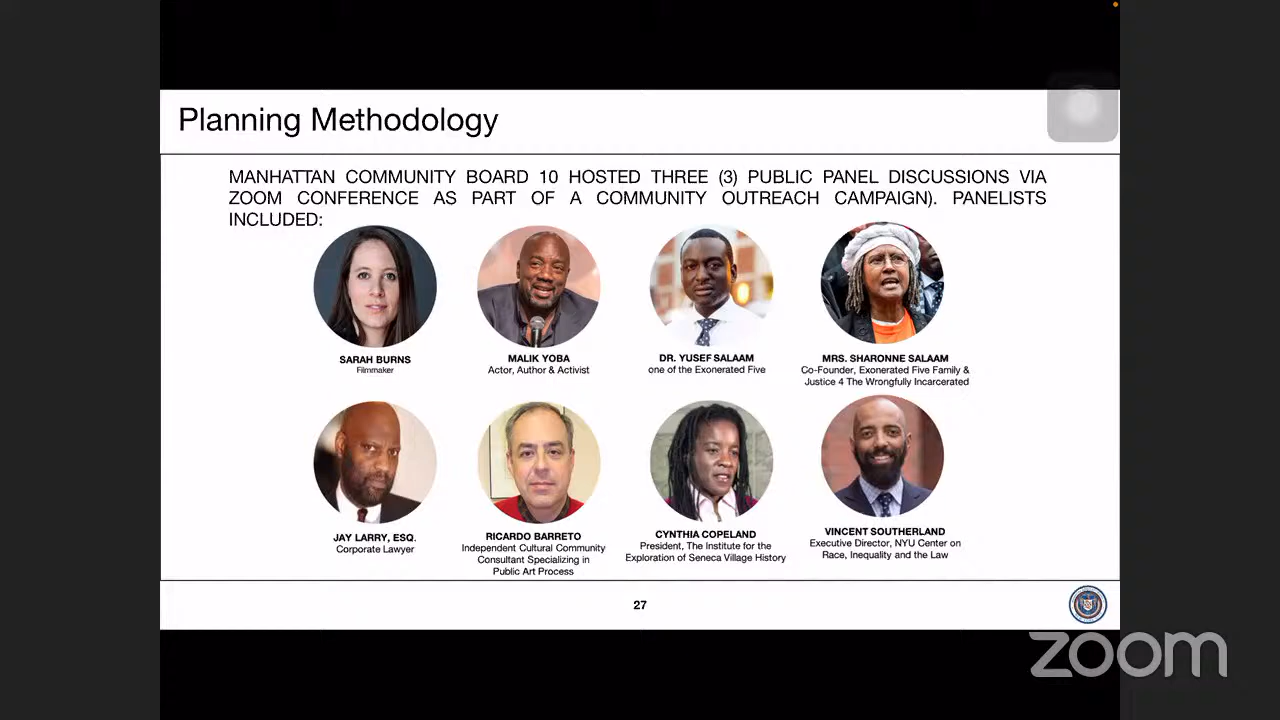 Planning Methodology
MANHATTAN COMMUNITY BOARD 10 HOSTED THREE (3) PUBLIC PANEL DISCUSSIONS VIA
ZOOM CONFERENCE AS PART OF A COMMUNITY OUTREACH CAMPAIGN). PANELISTS
INCLUDED:
SARAH BURNS
Filmmaker
MALIK YOBA
Actor, Author & Activist
DR. YUSEF SALAAM
one of the Exonerated Five
MRS. SHARONNE SALAAM
Co-Founder, Exonerated Five Family &
Justice 4 The Wrongfully Incarcerated
JAY LARRY, ESQ.
Corporate Lawyer
RICARDO BARRETO
Independent Cultural Community
Consultant Specializing in
Public Art Process
CYNTHIA COPELAND
President, The Institute for the
Exploration of Seneca Village History
VINCENT SOUTHERLAND
Executive Director, NYU Center on
Race, Inequality and the Law
27
zoom